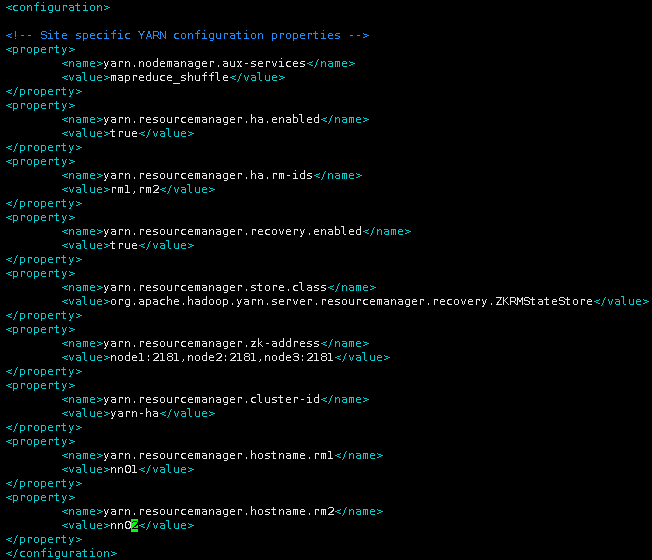 <configuration>
<!-- Site specific YARN configuration properties -->
<property>
<name>yarn.nodemanager.aux-services</name>
<value>mapreduce_shuffle</value>
</property>
<property>
<name>yarn.resourcemanager.ha.enabled</name>
<value>true</value>
</property>
<property>
<name>yarn.resourcemanager.ha.rm-ids</name>
<value>rm1,rm2</value>
</property>
<property>
<name>yarn.resourcemanager.recovery.enabled</name>
<value>true</value>
</property>
<property>
<name>yarn.resourcemanager.store.class</name>
<value>org.apache.hadoop.yarn.server.resourcemanager.recovery.ZKRMStateStore</value>
</property>
<property>
<name>yarn.resourcemanager.zk-address</name>
<value>node1:2181,node2:2181,node3:2181</value>
</property>
<property>
<name>yarn.resourcemanager.cluster-id</name>
<value>yarn-ha</value>
</property>
<property>
<name>yarn.resourcemanager.hostname.rm1</name>
<value>nn01</value>
</property>
<property>
<name>yarn.resourcemanager.hostname.rm2</name>
<value>nn02</value>
</property>
</configuration>